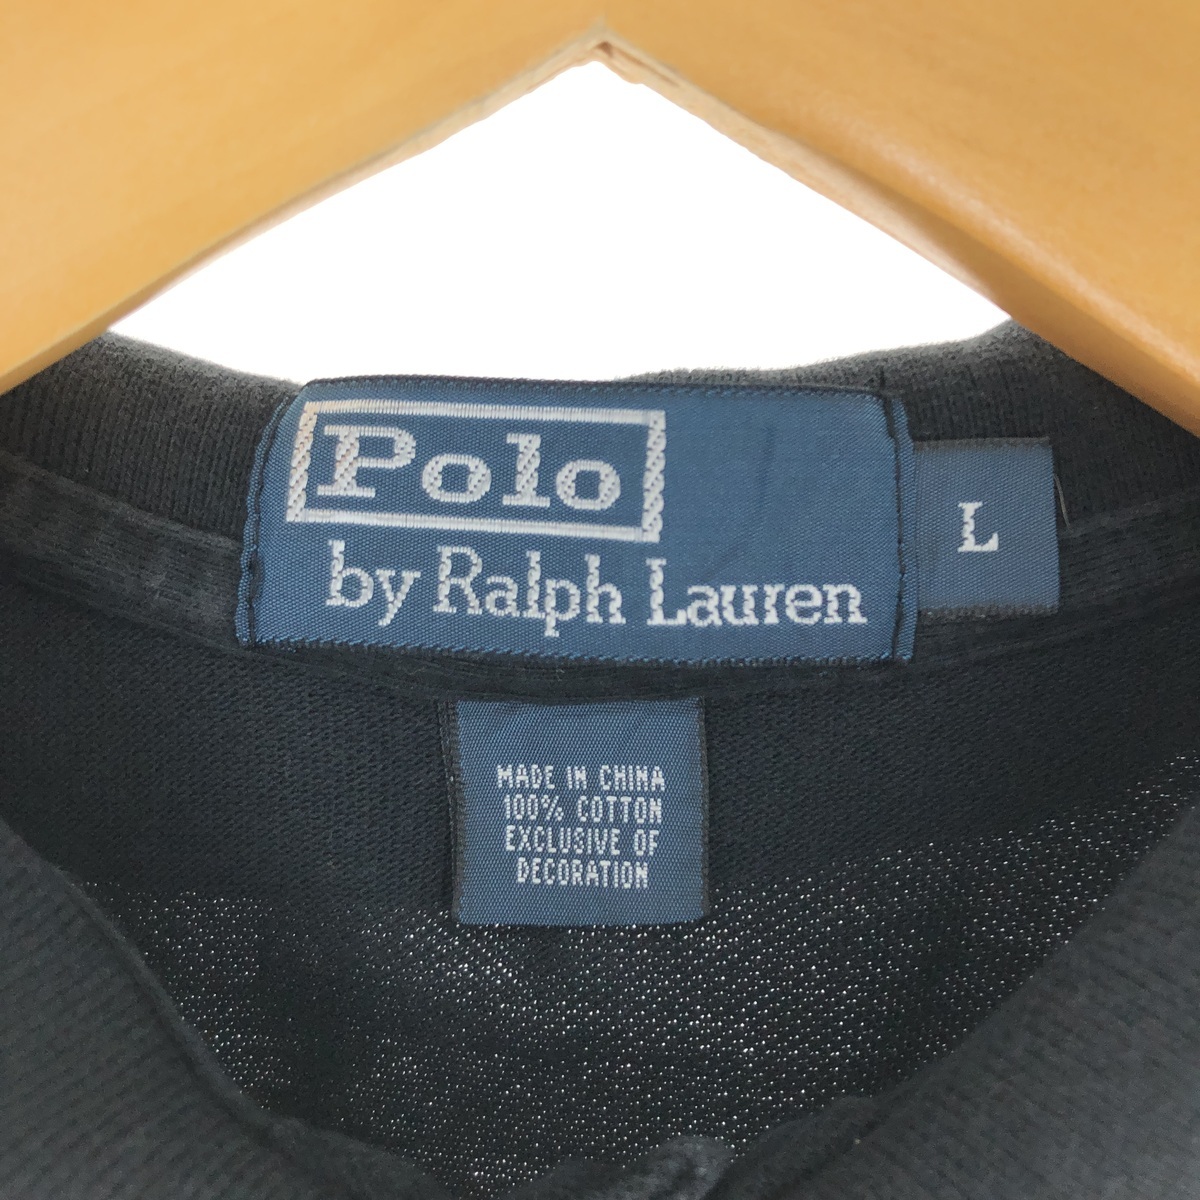 Polo
by Ralph Lauren
L
MADE IN CHINA
100% COTTON
EXCLUSIVE OF
DECORATION